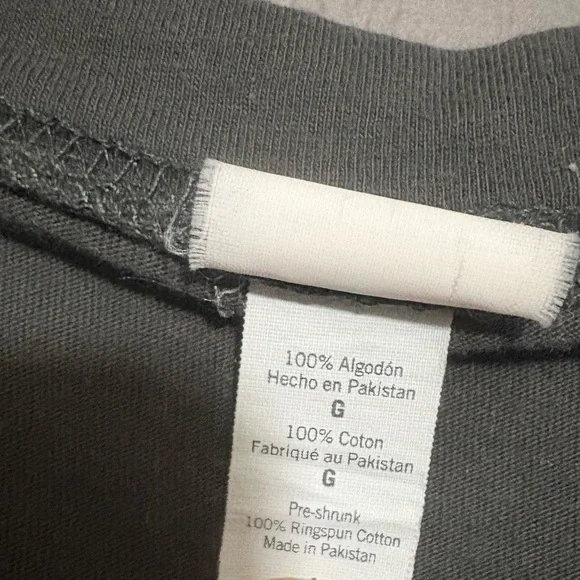 100% Algodón
Hecho en Pakistan
G
100% Coton
Fabriqué au Pakistan
G
Pre-shrunk
100% Ringspun Cotton
Made in Pakistan